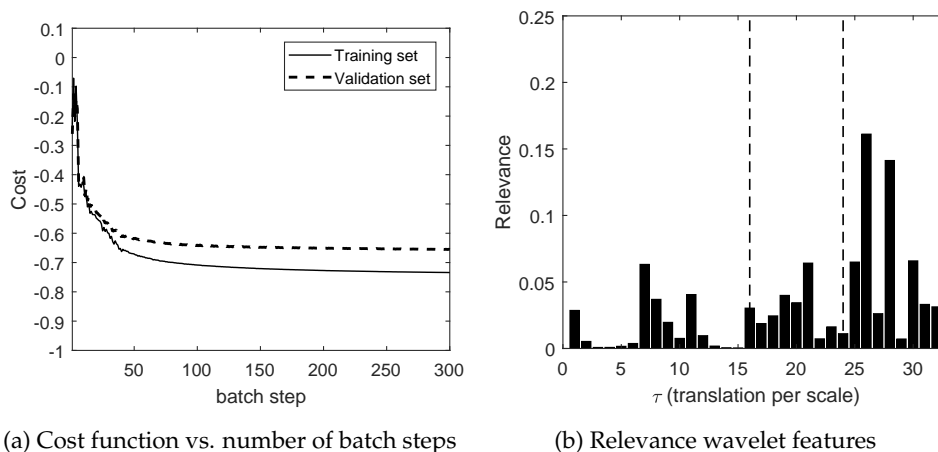 0.1
0
-0.1
-0.2
-0.3
-0.4
-0.5
-0.6
-0.7
-0.8
-0.9
-1
Cost
Training set
Validation set
50 100 150 200 250 300
batch step
(a) Cost function vs. number of batch steps
0.25
0.2
0.15
0.1
0.05
0
Relevance
0 5 10 15 20 25 30
τ (translation per scale)
(b) Relevance wavelet features